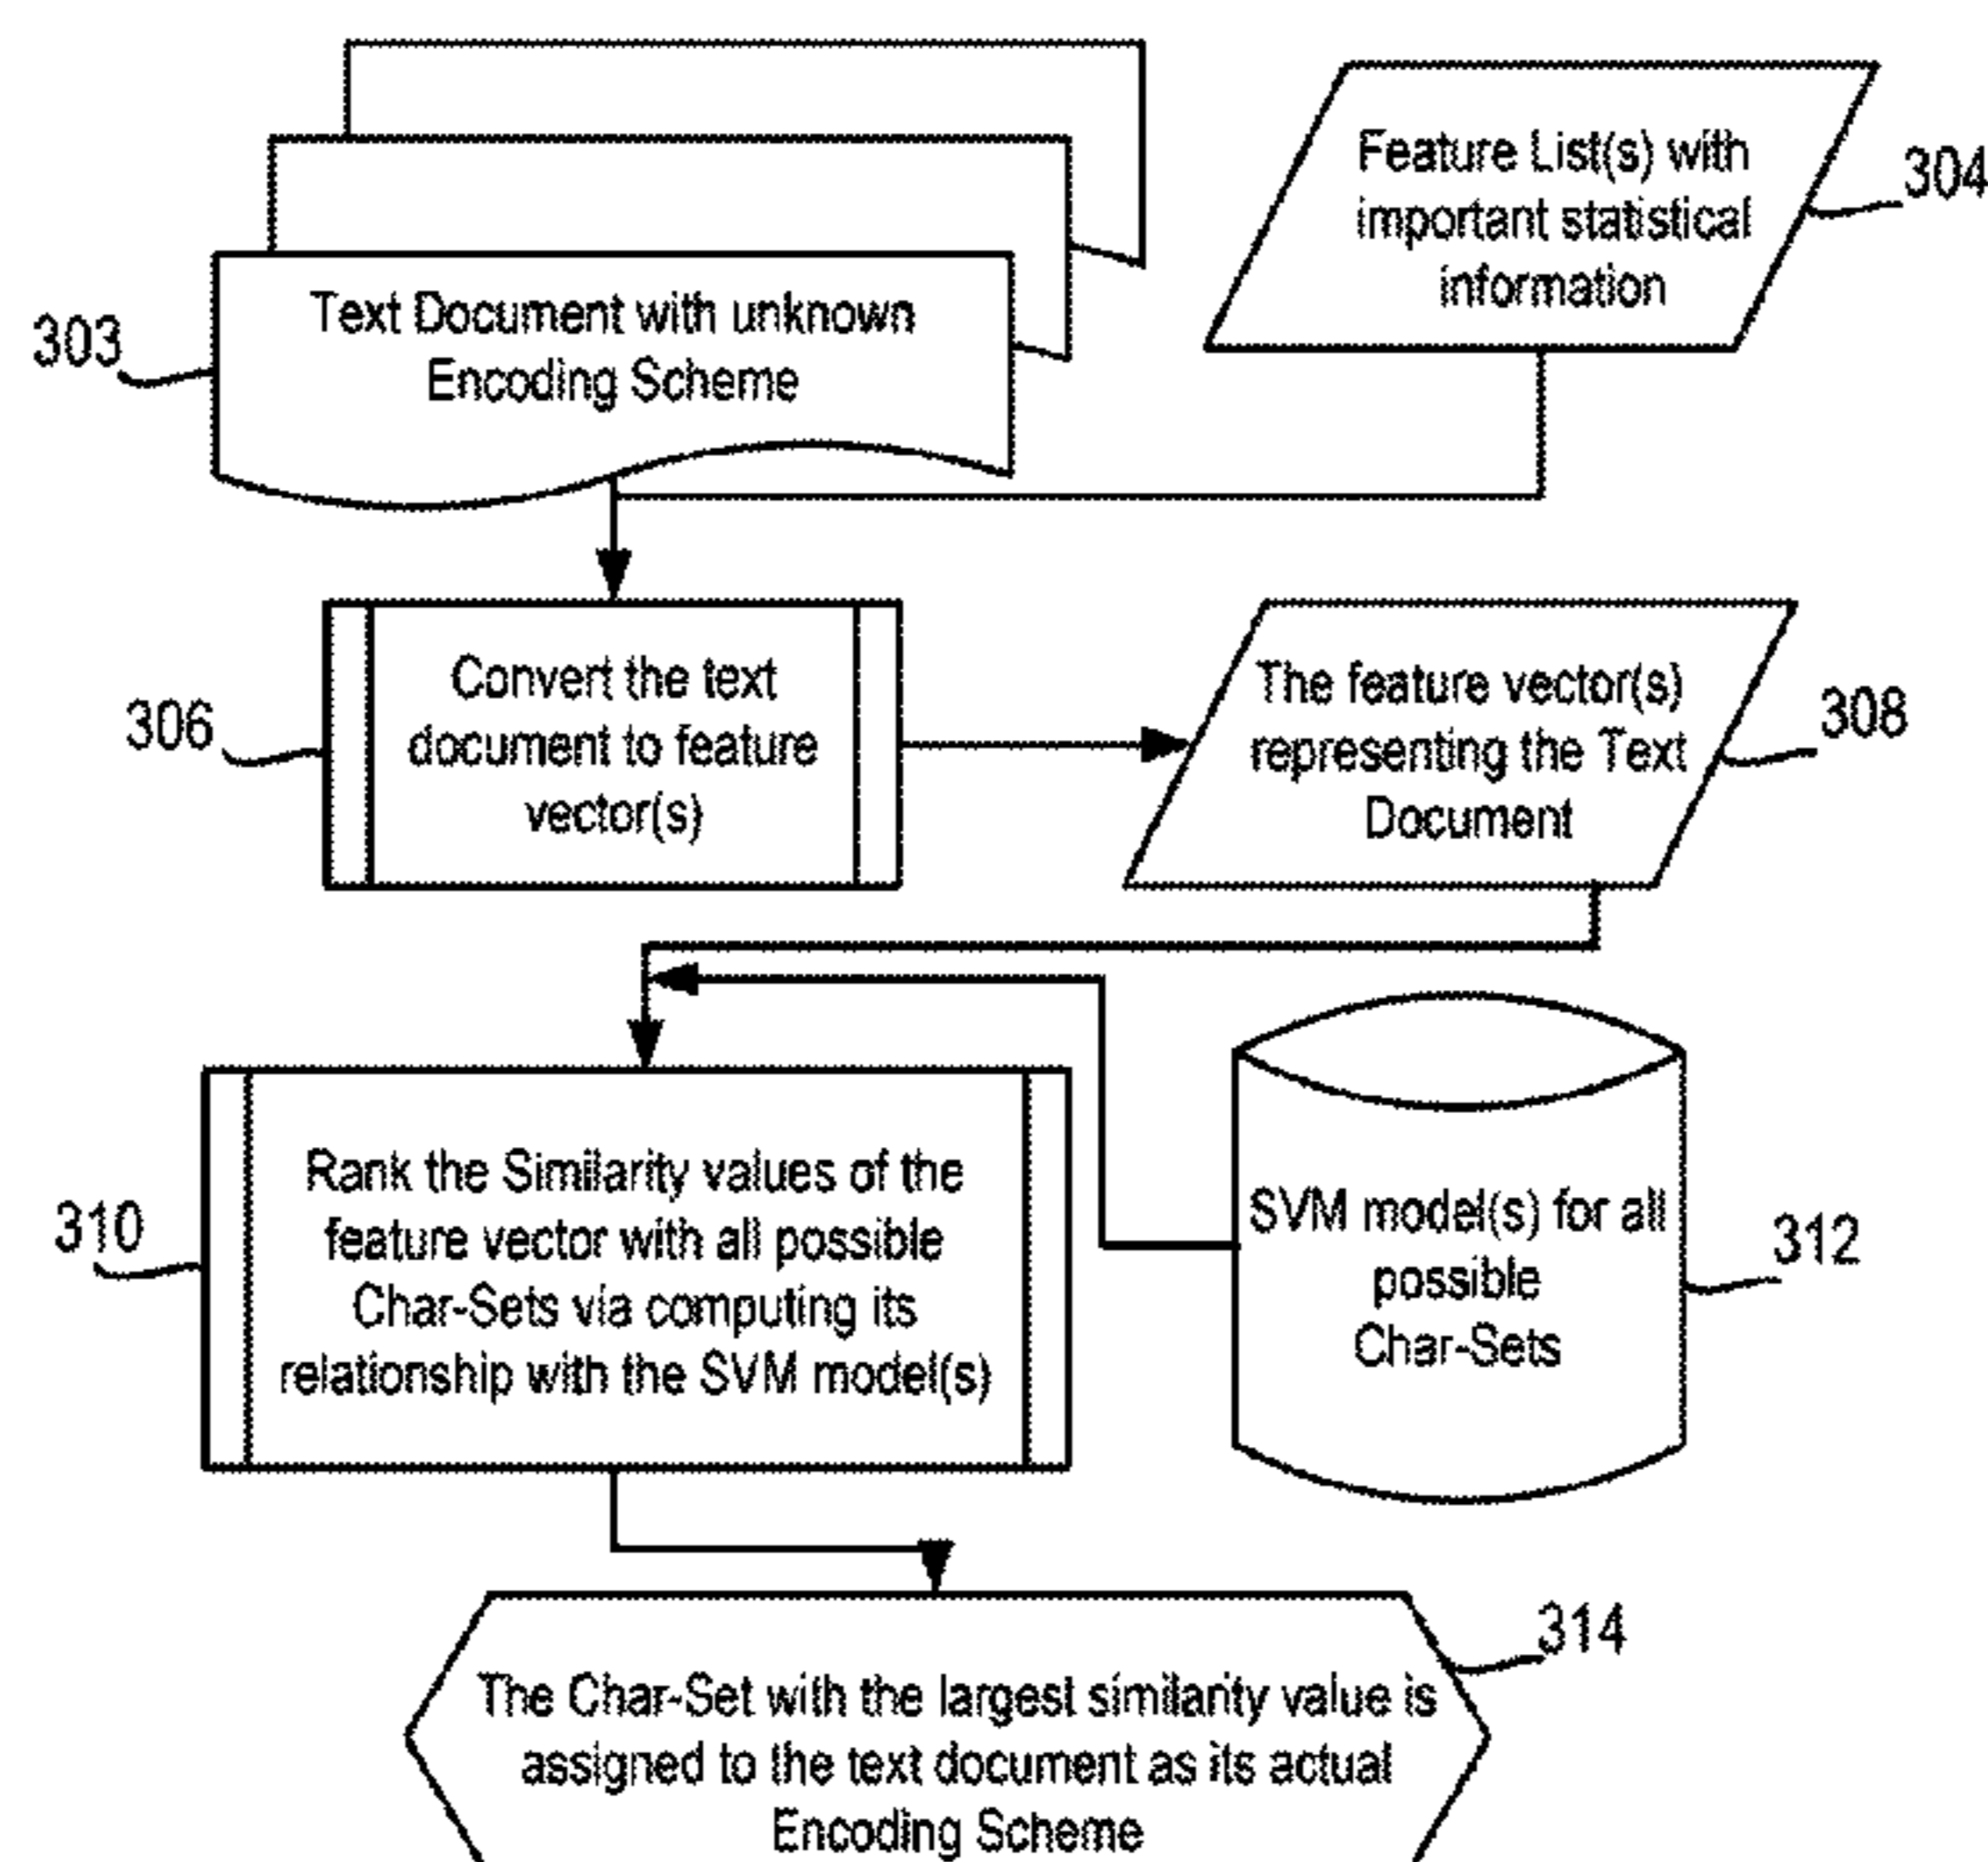 Feature List(s) with
important statistical
information
304
Text Document with unknown
Encoding Scheme
303
Convert the text
document to feature
vector(s)
306
The feature vector(s)
representing the Text
Document
308
Rank the Similarity values of the
feature vector with all possible
Char-Sets via computing its
relationship with the SVM model(s)
310
SVM model(s) for all
possible
Char-Sets
312
314
The Char-Set with the largest similarity value is
assigned to the text document as its actual
Encoding Scheme